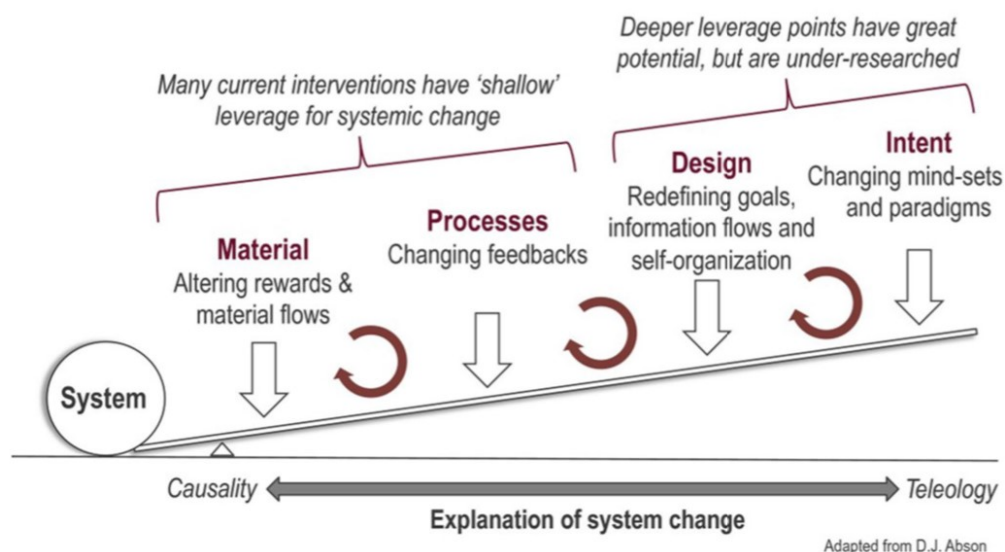 Deeper leverage points have great
potential, but are under-researched
Many current interventions have ‘shallow’
leverage for systemic change
Intent
Changing mind-sets
and paradigms
Design
Redefining goals,
information flows and
self-organization
Processes
Changing feedbacks
Material
Altering rewards &
material flows
System
Causality
Teleology
Explanation of system change
Adapted from D.J. Abson